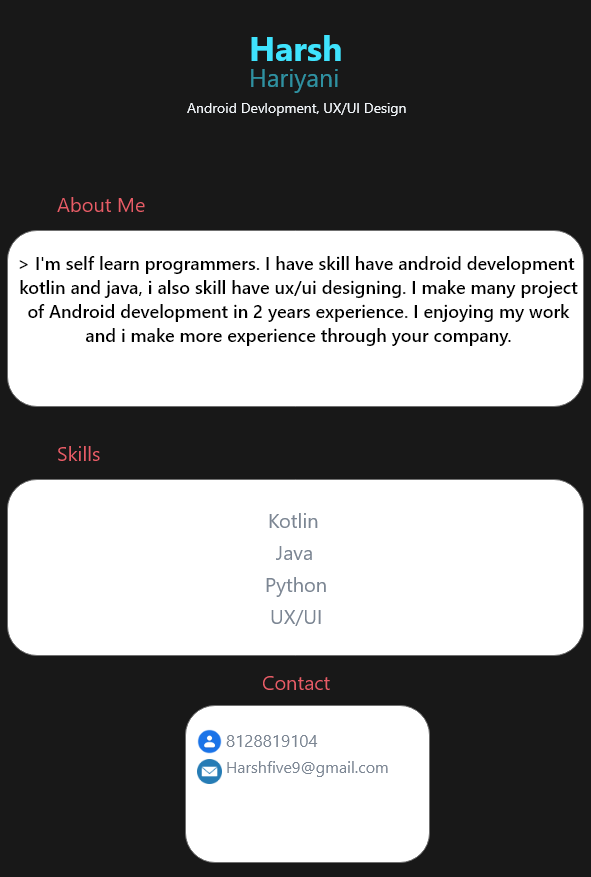 Harsh
Hariyani
Android Devlopment, UX/UI Design
About Me
> I'm self learn programmers. I have skill have android development
kotlin and java, i also skill have ux/ui designing. I make many project
of Android development in 2 years experience. I enjoying my work
and i make more experience through your company.
Skills
Kotlin
Java
Python
UX/UI
Contact
8128819104
Harshfive9@gmail.com